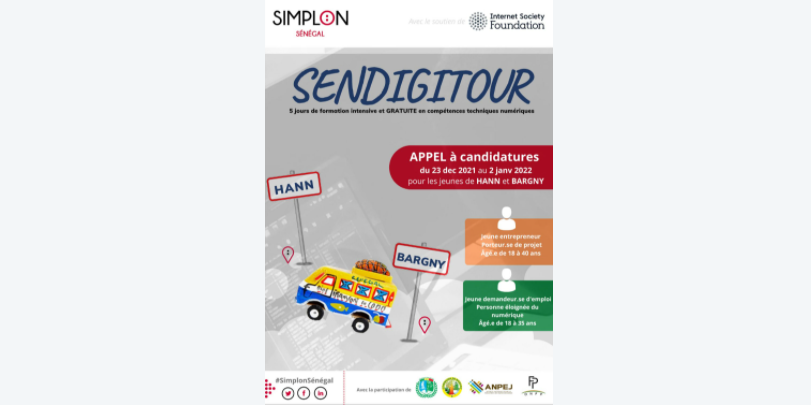 SIMPLON
SÉNÉGAL
Avec le soutien de
Internet Society
Foundation
SENDIGITOUR
5 jours de formation intensive et GRATUITE en compétences techniques numériques
APPEL à candidatures
du 23 dec 2021 au 2 janv 2022
pour les jeunes de HANN et BARGNY
HANN
BARGNY
Jeune entrepreneur
Porteur.se de projet
Âgé.e de 18 à 40 ans
Jeune demandeur.se d'emploi
Personne éloignée du
numérique
Âgé.e de 18 à 35 ans
#SimplonSénégal
Avec la participation de
ANPEJ